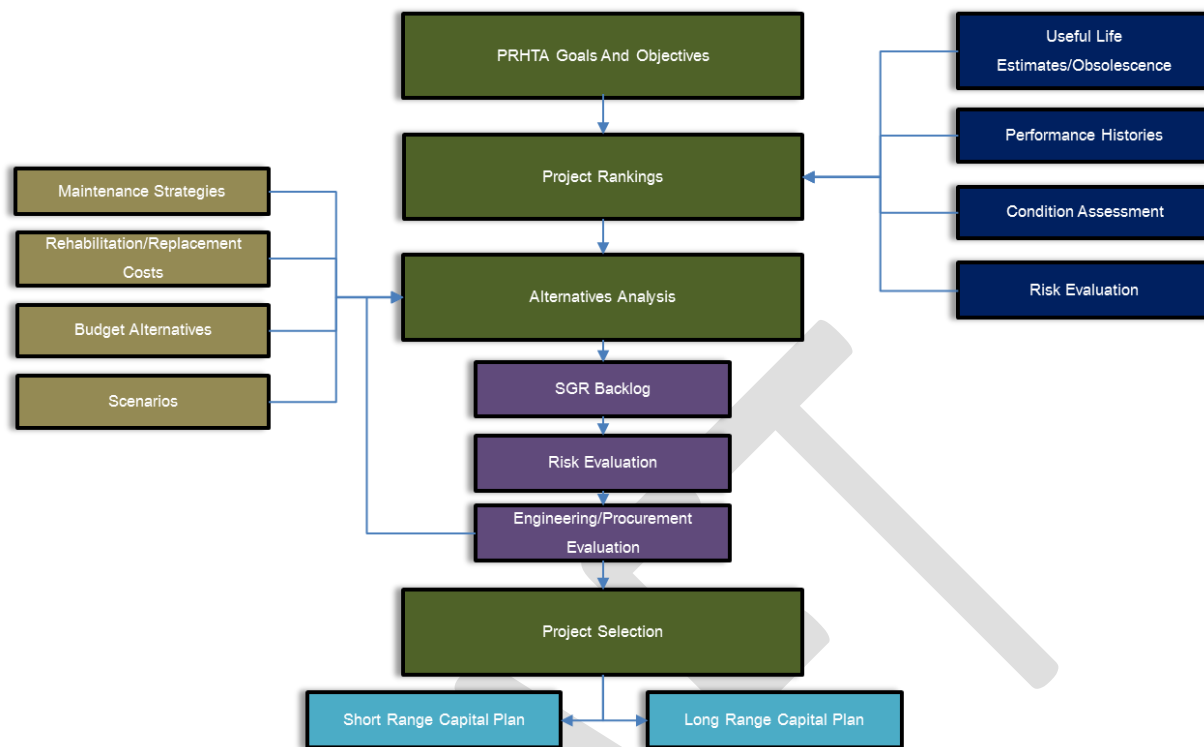 PRHTA Goals And Objectives
Useful Life
Estimates/Obsolescence
Performance Histories
Project Rankings
Maintenance Strategies
Condition Assessment
Rehabilitation/Replacement
Costs
Alternatives Analysis
Risk Evaluation
Budget Alternatives
SGR Backlog
Scenarios
Risk Evaluation
Engineering/Procurement
Evaluation
Project Selection
Short Range Capital Plan
Long Range Capital Plan